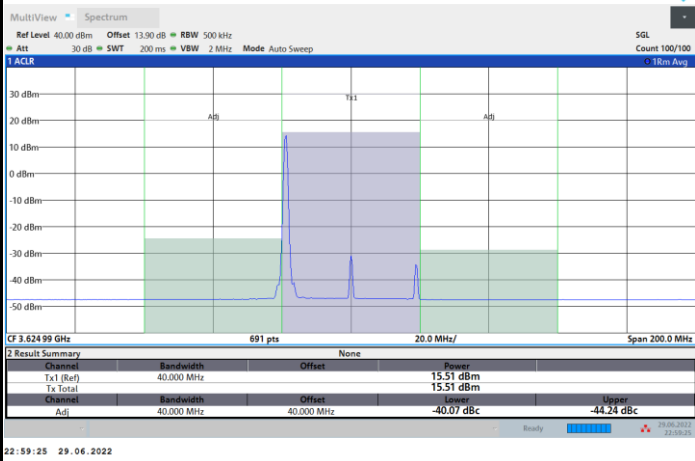 MultiView Spectrum
Ref Level 40.00 dBm Offset 13.90 dB RBW 500 kHz SGL
Att 30 dB SWT 200 ms VBW 2 MHz Mode Auto Sweep Count 100/100
1 ACLR 1Rm Avg
30 dBm
Tx1
20 dBm
Adj Adj
10 dBm
0 dBm
-10 dBm
-20 dBm
-30 dBm
-40 dBm
-50 dBm
CF 3.624 99 GHz 691 pts 20.0 MHz/ Span 200.0 MHz
2 Result Summary None
Channel Bandwidth Offset Power
Tx1 (Ref) 40.000 MHz 15.51 dBm
Tx Total 15.51 dBm
Channel Bandwidth Offset Lower Upper
Adj 40.000 MHz 40.000 MHz -40.07 dBc -44.24 dBc
Ready 29.06.2022
22:59:25
22:59:25 29.06.2022